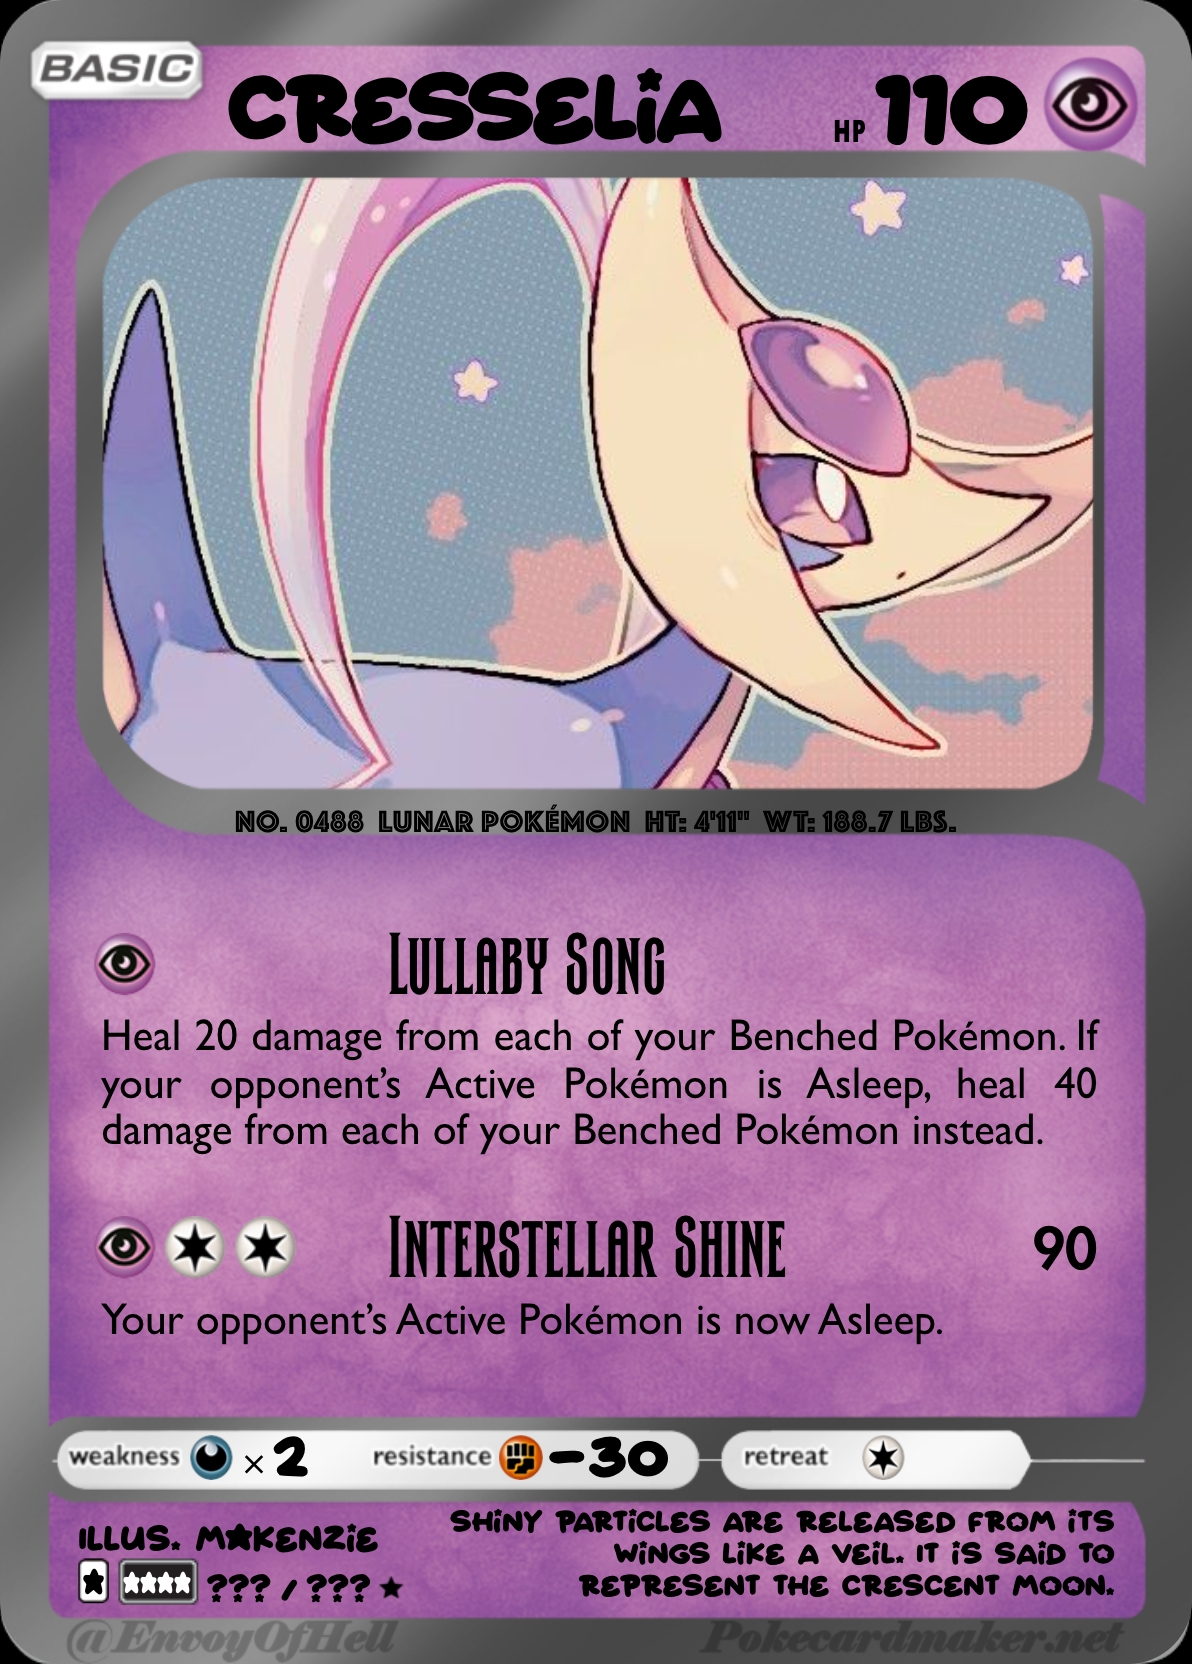 BASIC
CRESSELiA HP 110
NO. 0488 LUNAR POKÉMON HT: 4'11" WT: 188.7 LBS.
LULLABY SONG
Heal 20 damage from each of your Benched Pokémon. If
your opponent's Active Pokémon is Asleep, heal 40
damage from each of your Benched Pokémon instead.
INTERSTELLAR SHINE 90
Your opponent's Active Pokémon is now Asleep.
weakness ×2 resistance -30 retreat
ILLUS. M★KENZiE
??? / ??? ★
SHiNY PARTiCLES ARE RELEASED FROM iTS
WiNGS LiKE A VEiL. IT iS SAiD TO
REPRESENT THE CRESCENT MOON.
@EnvoyOfHell Pokecardmaker.net